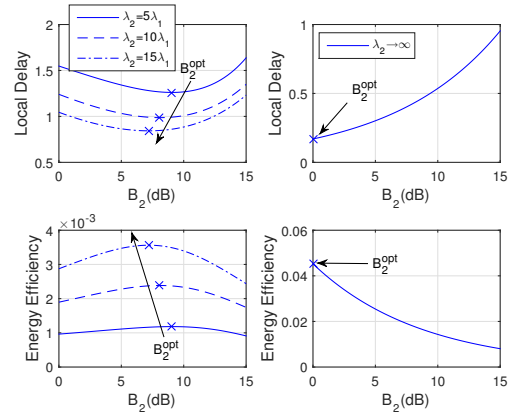 λ₂=5λ₁
λ₂=10λ₁
λ₂=15λ₁
B₂ᵒᵖᵗ
Local Delay
2
1.5
1
0.5
0 5 10 15
B₂(dB)
λ₂→∞
B₂ᵒᵖᵗ
Local Delay
1
0.5
0
0 5 10 15
B₂(dB)
×10⁻³
Energy Efficiency
4
3
2
1
0
B₂ᵒᵖᵗ
0 5 10 15
B₂(dB)
Energy Efficiency
0.06
0.04
0.02
0
B₂ᵒᵖᵗ
0 5 10 15
B₂(dB)